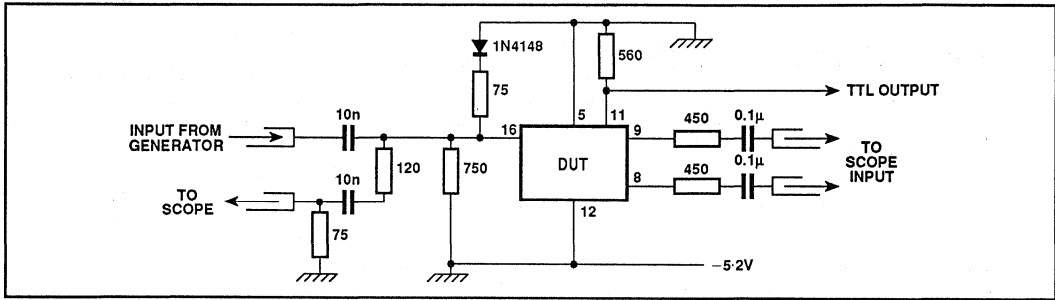 1N4148
560
75
TTL OUTPUT
10n
16
5
11
9
450
0.1µ
INPUT FROM
GENERATOR
120
750
DUT
TO
SCOPE
INPUT
10n
8
450
0.1µ
TO
SCOPE
12
75
−5·2V